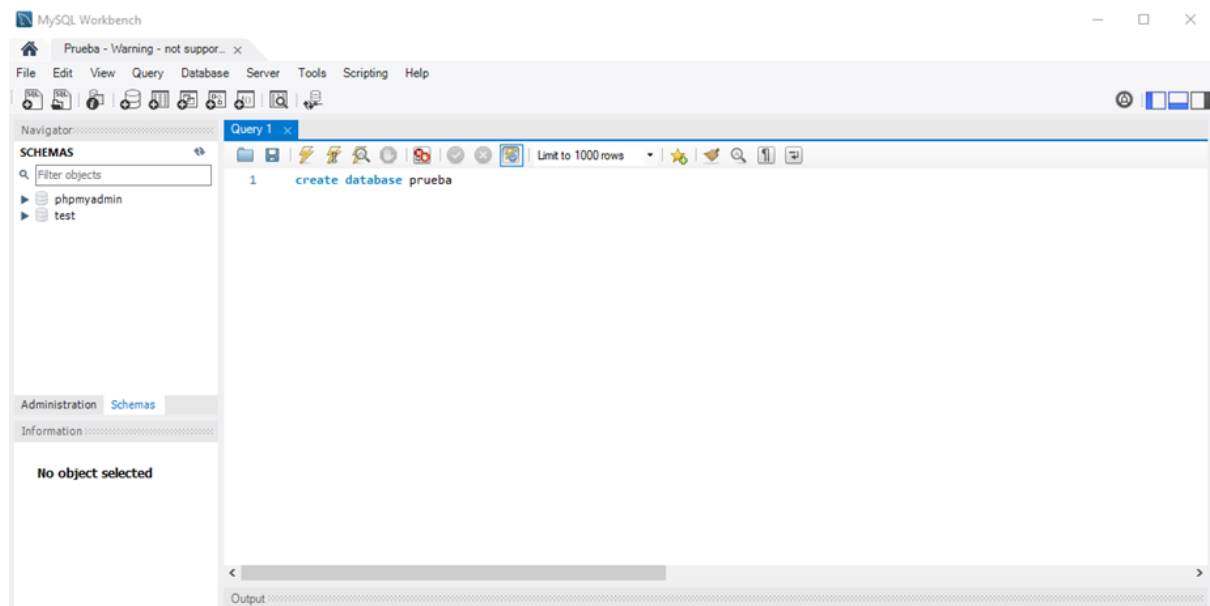 MySQL Workbench
Prueba - Warning - not suppor...
File Edit View Query Database Server Tools Scripting Help
Navigator
Query 1
SCHEMAS
Limit to 1000 rows
Filter objects
1 create database prueba
phpmyadmin
test
Administration Schemas
Information
No object selected
Output